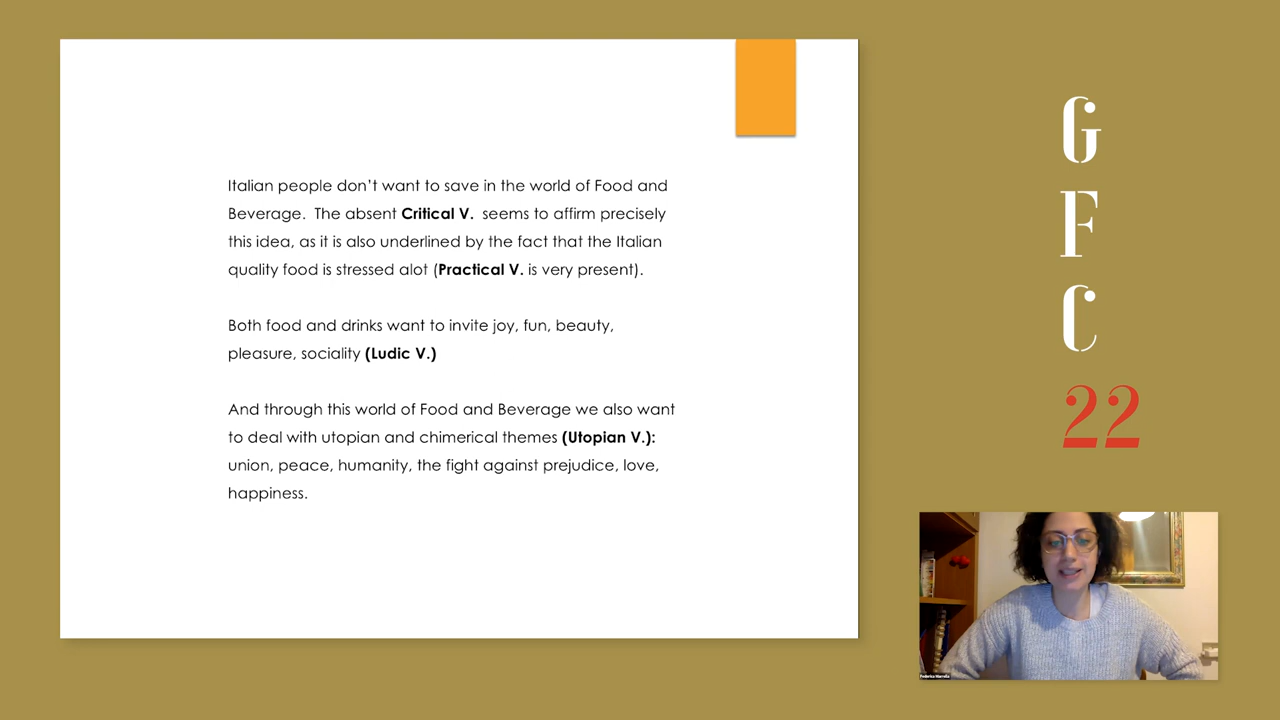 Italian people don't want to save in the world of Food and
Beverage.  The absent Critical V.  seems to affirm precisely
this idea, as it is also underlined by the fact that the Italian
quality food is stressed alot (Practical V. is very present).
Both food and drinks want to invite joy, fun, beauty,
pleasure, sociality (Ludic V.)
And through this world of Food and Beverage we also want
to deal with utopian and chimerical themes (Utopian V.):
union, peace, humanity, the fight against prejudice, love,
happiness.
G
F
C
22
Federica Marrella